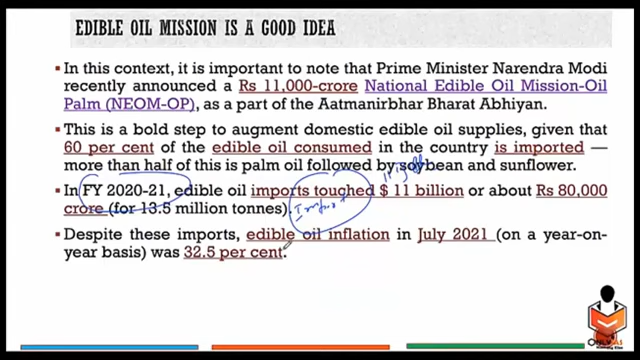 EDIBLE OIL MISSION IS A GOOD IDEA
▪ In this context, it is important to note that Prime Minister Narendra Modi
recently announced a Rs 11,000-crore National Edible Oil Mission-Oil
Palm (NEOM-OP), as a part of the Aatmanirbhar Bharat Abhiyan.
▪ This is a bold step to augment domestic edible oil supplies, given that
60 per cent of the edible oil consumed in the country is imported —
more than half of this is palm oil followed by soybean and sunflower.
▪ In FY 2020-21, edible oil imports touched $ 11 billion or about Rs 80,000
crore (for 13.5 million tonnes).
▪ Despite these imports, edible oil inflation in July 2021 (on a year-on-
year basis) was 32.5 per cent.
ONLYIAS